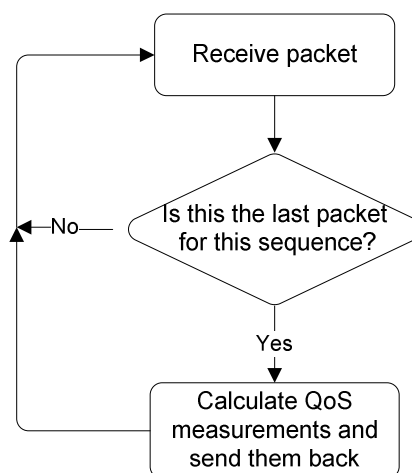 Receive packet
Is this the last packet
for this sequence?
No
Yes
Calculate QoS
measurements and
send them back